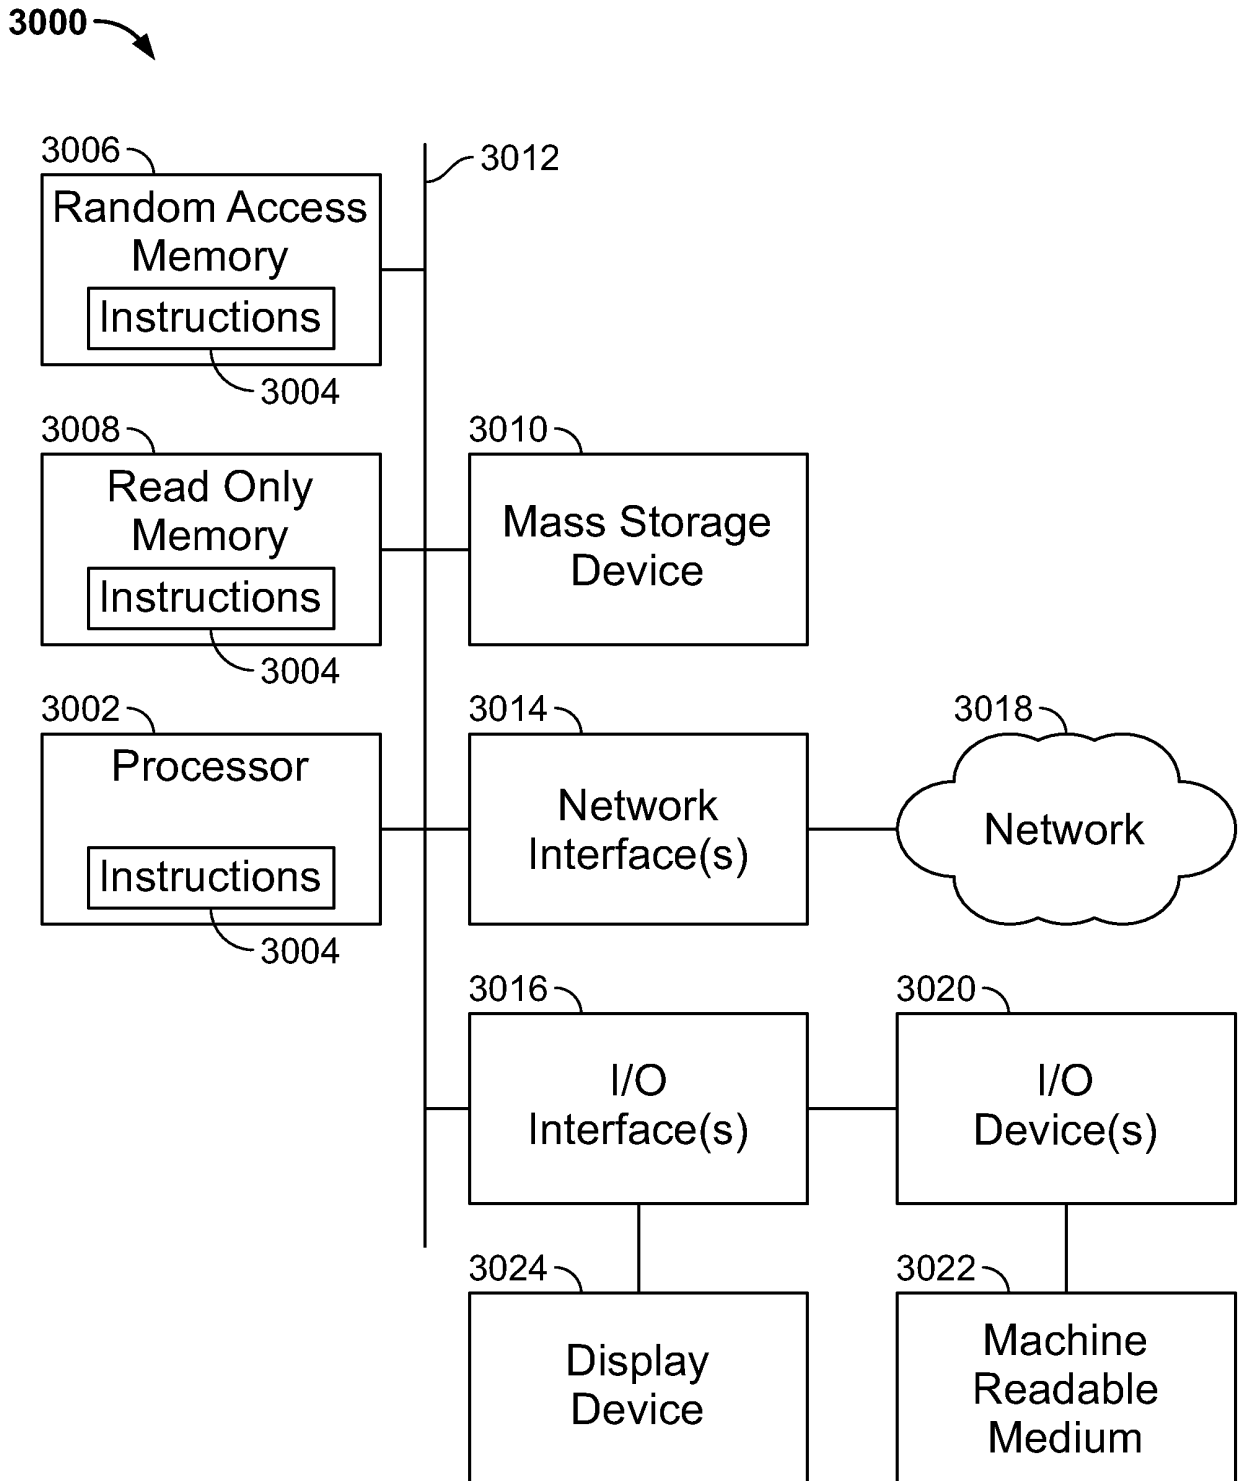 3000
3006
3012
Random Access
Memory
Instructions
3004
3008
3010
Read Only
Memory
Instructions
3004
Mass Storage
Device
3002
3014
3018
Processor
Instructions
3004
Network
Interface(s)
Network
3016
3020
I/O
Interface(s)
I/O
Device(s)
3024
3022
Display
Device
Machine
Readable
Medium